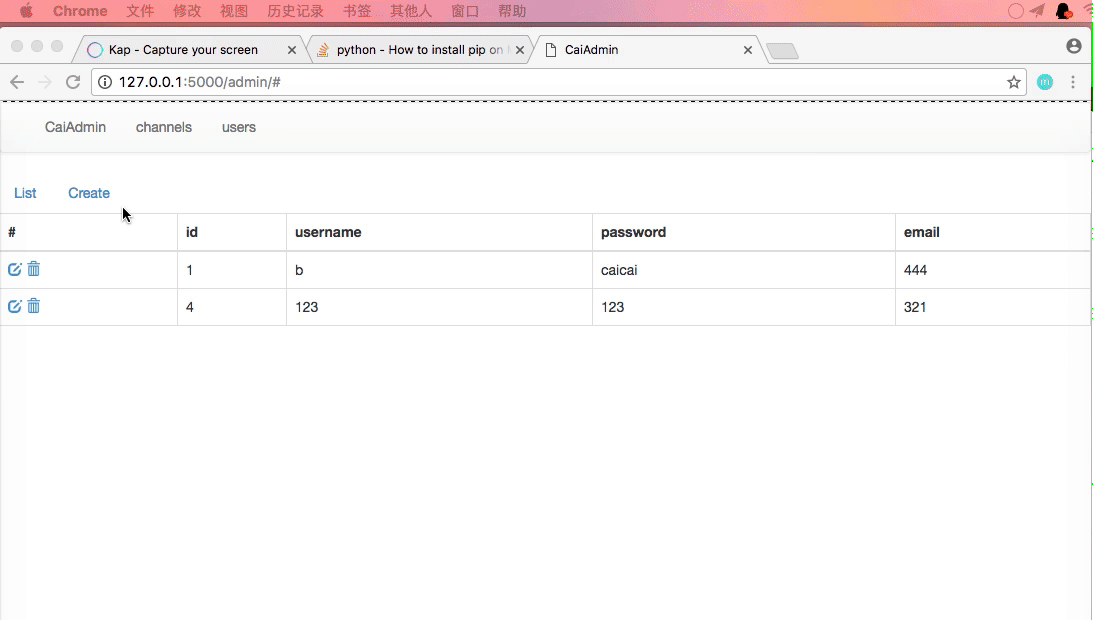 Chrome 文件 修改 视图 历史记录 书签 其他人 窗口 帮助
Kap - Capture your screen python - How to install pip on CaiAdmin
127.0.0.1:5000/admin/#
CaiAdmin channels users
List Create
# id username password email
1 b caicai 444
4 123 123 321